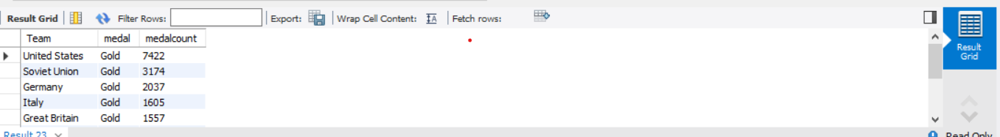 Result Grid Filter Rows: Export: Wrap Cell Content: IA Fetch rows:
Team medal medalcount
United States Gold 7422
Soviet Union Gold 3174
Germany Gold 2037
Italy Gold 1605
Great Britain Gold 1557
Result
Grid
Result 23
Read Only